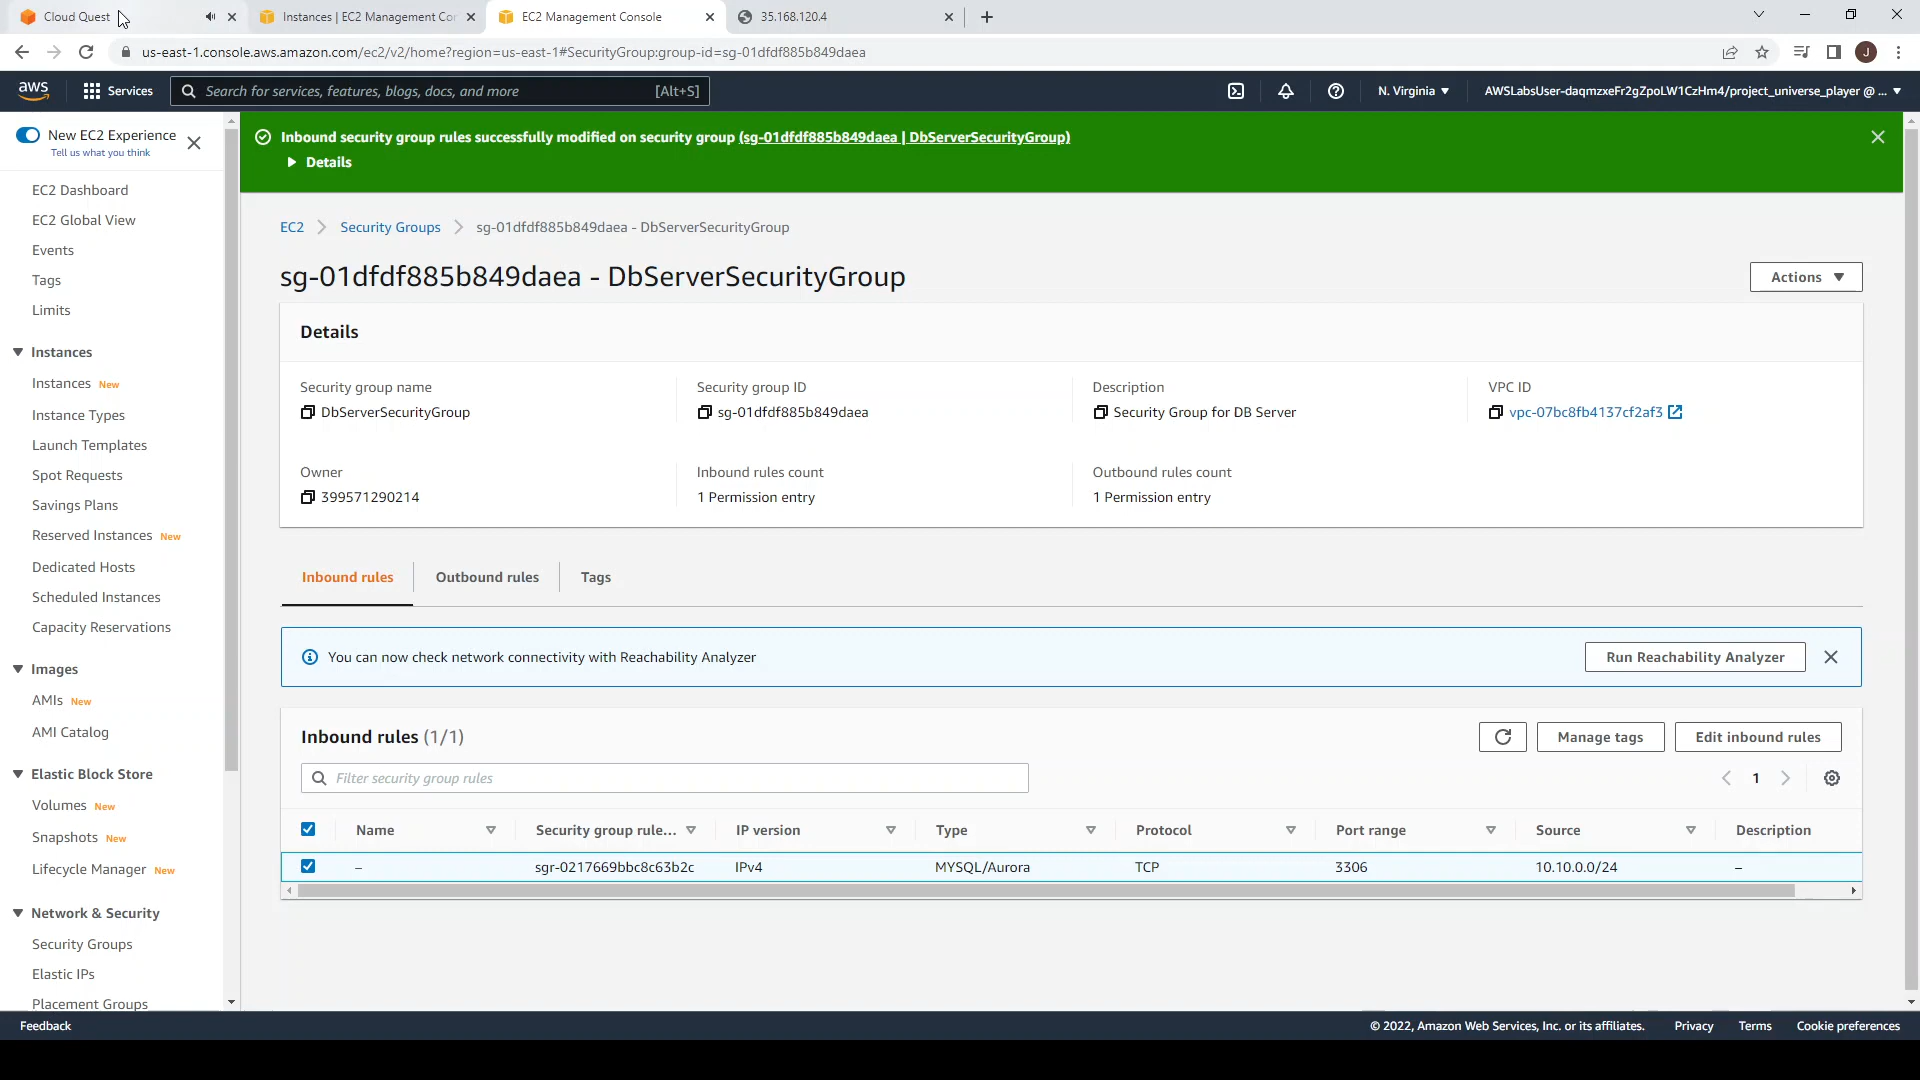 Cloud Quest
Instances | EC2 Management Con
EC2 Management Console
35.168.120.4
us-east-1.console.aws.amazon.com/ec2/v2/home?region=us-east-1#SecurityGroup:group-id=sg-01dfdf885b849daea
J
aws
Services
Search for services, features, blogs, docs, and more
[Alt+S]
N. Virginia
AWSLabsUser-daqmzxeFr2gZpoLW1CzHm4/project_universe_player @ ...
New EC2 Experience
Tell us what you think
EC2 Dashboard
EC2 Global View
Events
Tags
Limits
Instances
Instances New
Instance Types
Launch Templates
Spot Requests
Savings Plans
Reserved Instances New
Dedicated Hosts
Scheduled Instances
Capacity Reservations
Images
AMIs New
AMI Catalog
Elastic Block Store
Volumes New
Snapshots New
Lifecycle Manager New
Network & Security
Security Groups
Elastic IPs
Placement Groups
Inbound security group rules successfully modified on security group (sg-01dfdf885b849daea | DbServerSecurityGroup)
Details
EC2 > Security Groups > sg-01dfdf885b849daea - DbServerSecurityGroup
sg-01dfdf885b849daea - DbServerSecurityGroup
Actions
Details
Security group name
DbServerSecurityGroup
Security group ID
sg-01dfdf885b849daea
Description
Security Group for DB Server
VPC ID
vpc-07bc8fb4137cf2af3
Owner
399571290214
Inbound rules count
1 Permission entry
Outbound rules count
1 Permission entry
Inbound rules
Outbound rules
Tags
You can now check network connectivity with Reachability Analyzer
Run Reachability Analyzer
Inbound rules (1/1)
Manage tags
Edit inbound rules
Filter security group rules
1
Name Security group rule... IP version Type Protocol Port range Source Description
– sgr-0217669bbc8c63b2c IPv4 MYSQL/Aurora TCP 3306 10.10.0.0/24 –
Feedback
© 2022, Amazon Web Services, Inc. or its affiliates.
Privacy
Terms
Cookie preferences